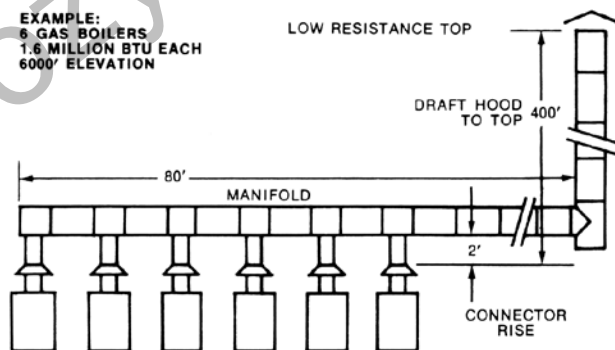 EXAMPLE:
6 GAS BOILERS
1.6 MILLION BTU EACH
6000' ELEVATION
LOW RESISTANCE TOP
DRAFT HOOD
TO TOP
400'
80'
MANIFOLD
2'
CONNECTOR
RISE